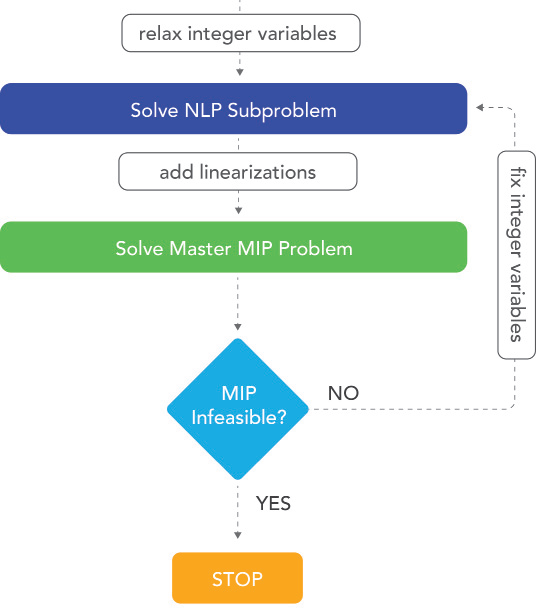 relax integer variables
Solve NLP Subproblem
add linearizations
fix integer variables
Solve Master MIP Problem
MIP
Infeasible?
NO
YES
STOP